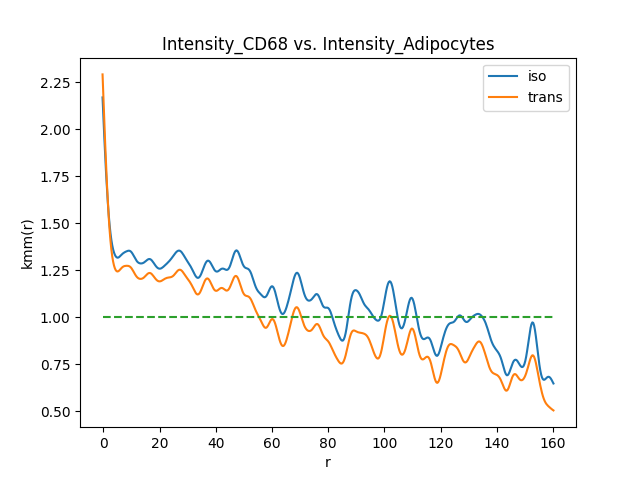 Intensity_CD68 vs. Intensity_Adipocytes
iso
trans
kmm(r)
2.25
2.00
1.75
1.50
1.25
1.00
0.75
0.50
0 20 40 60 80 100 120 140 160
r